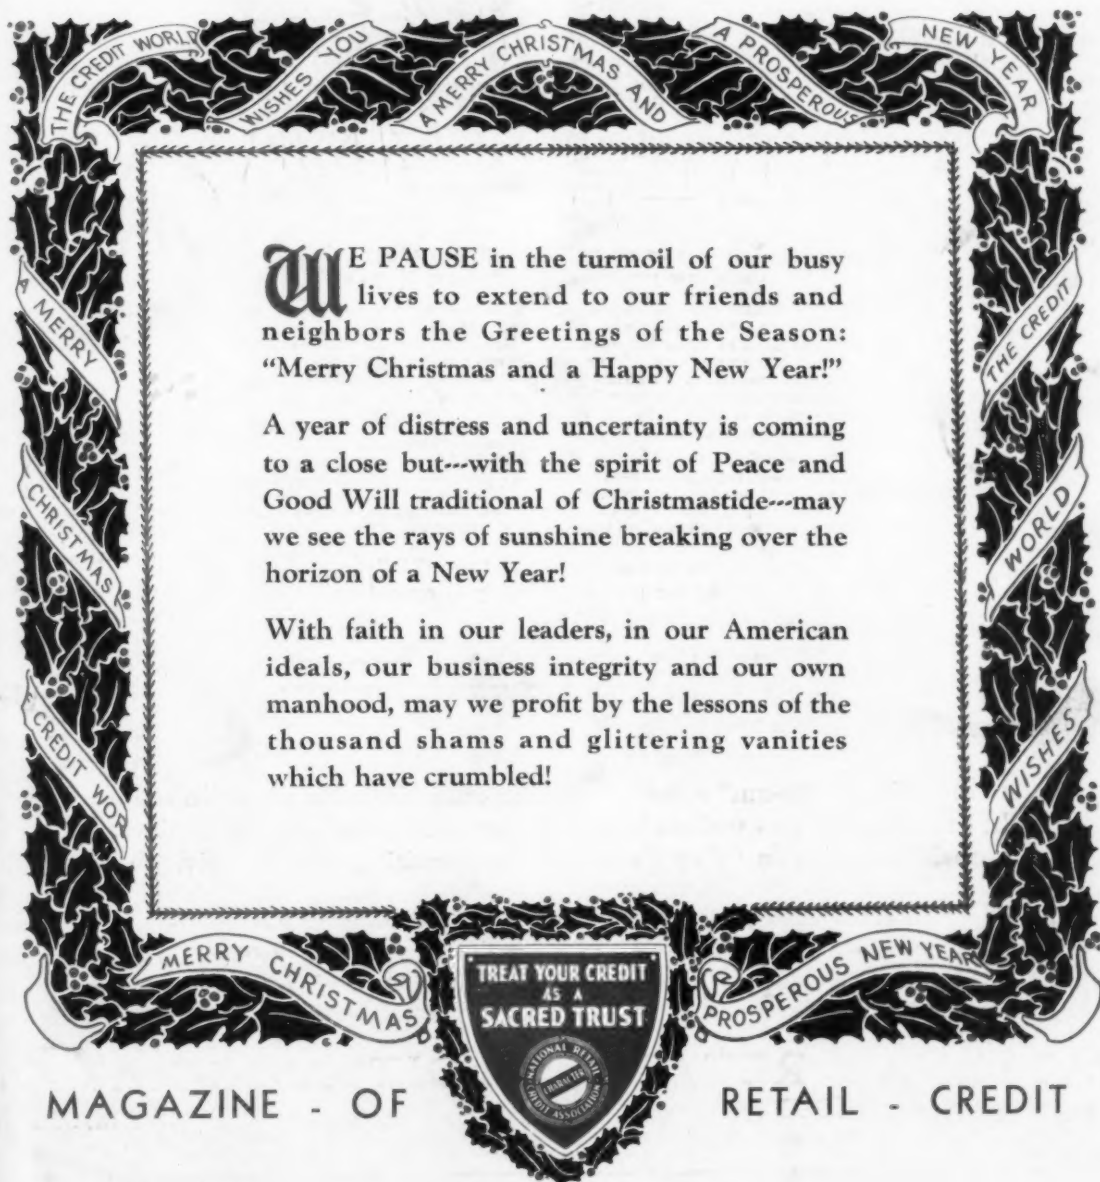 THE CREDIT WORLD
WISHES YOU
A MERRY CHRISTMAS AND
A PROSPEROUS
NEW YEAR
WE PAUSE in the turmoil of our busy
lives to extend to our friends and
neighbors the Greetings of the Season:
“Merry Christmas and a Happy New Year!”
A year of distress and uncertainty is coming
to a close but---with the spirit of Peace and
Good Will traditional of Christmastide---may
we see the rays of sunshine breaking over the
horizon of a New Year!
With faith in our leaders, in our American
ideals, our business integrity and our own
manhood, may we profit by the lessons of the
thousand shams and glittering vanities
which have crumbled!
A MERRY
CHRISTMAS
CREDIT WOR
THE CREDIT
WORLD
WISHES
MERRY CHRISTMAS
PROSPEROUS NEW YEAR
TREAT YOUR CREDIT
AS A
SACRED TRUST
NATIONAL RETAIL
CHARACTER
CREDIT ASSOCIATION
MAGAZINE - OF
RETAIL - CREDIT